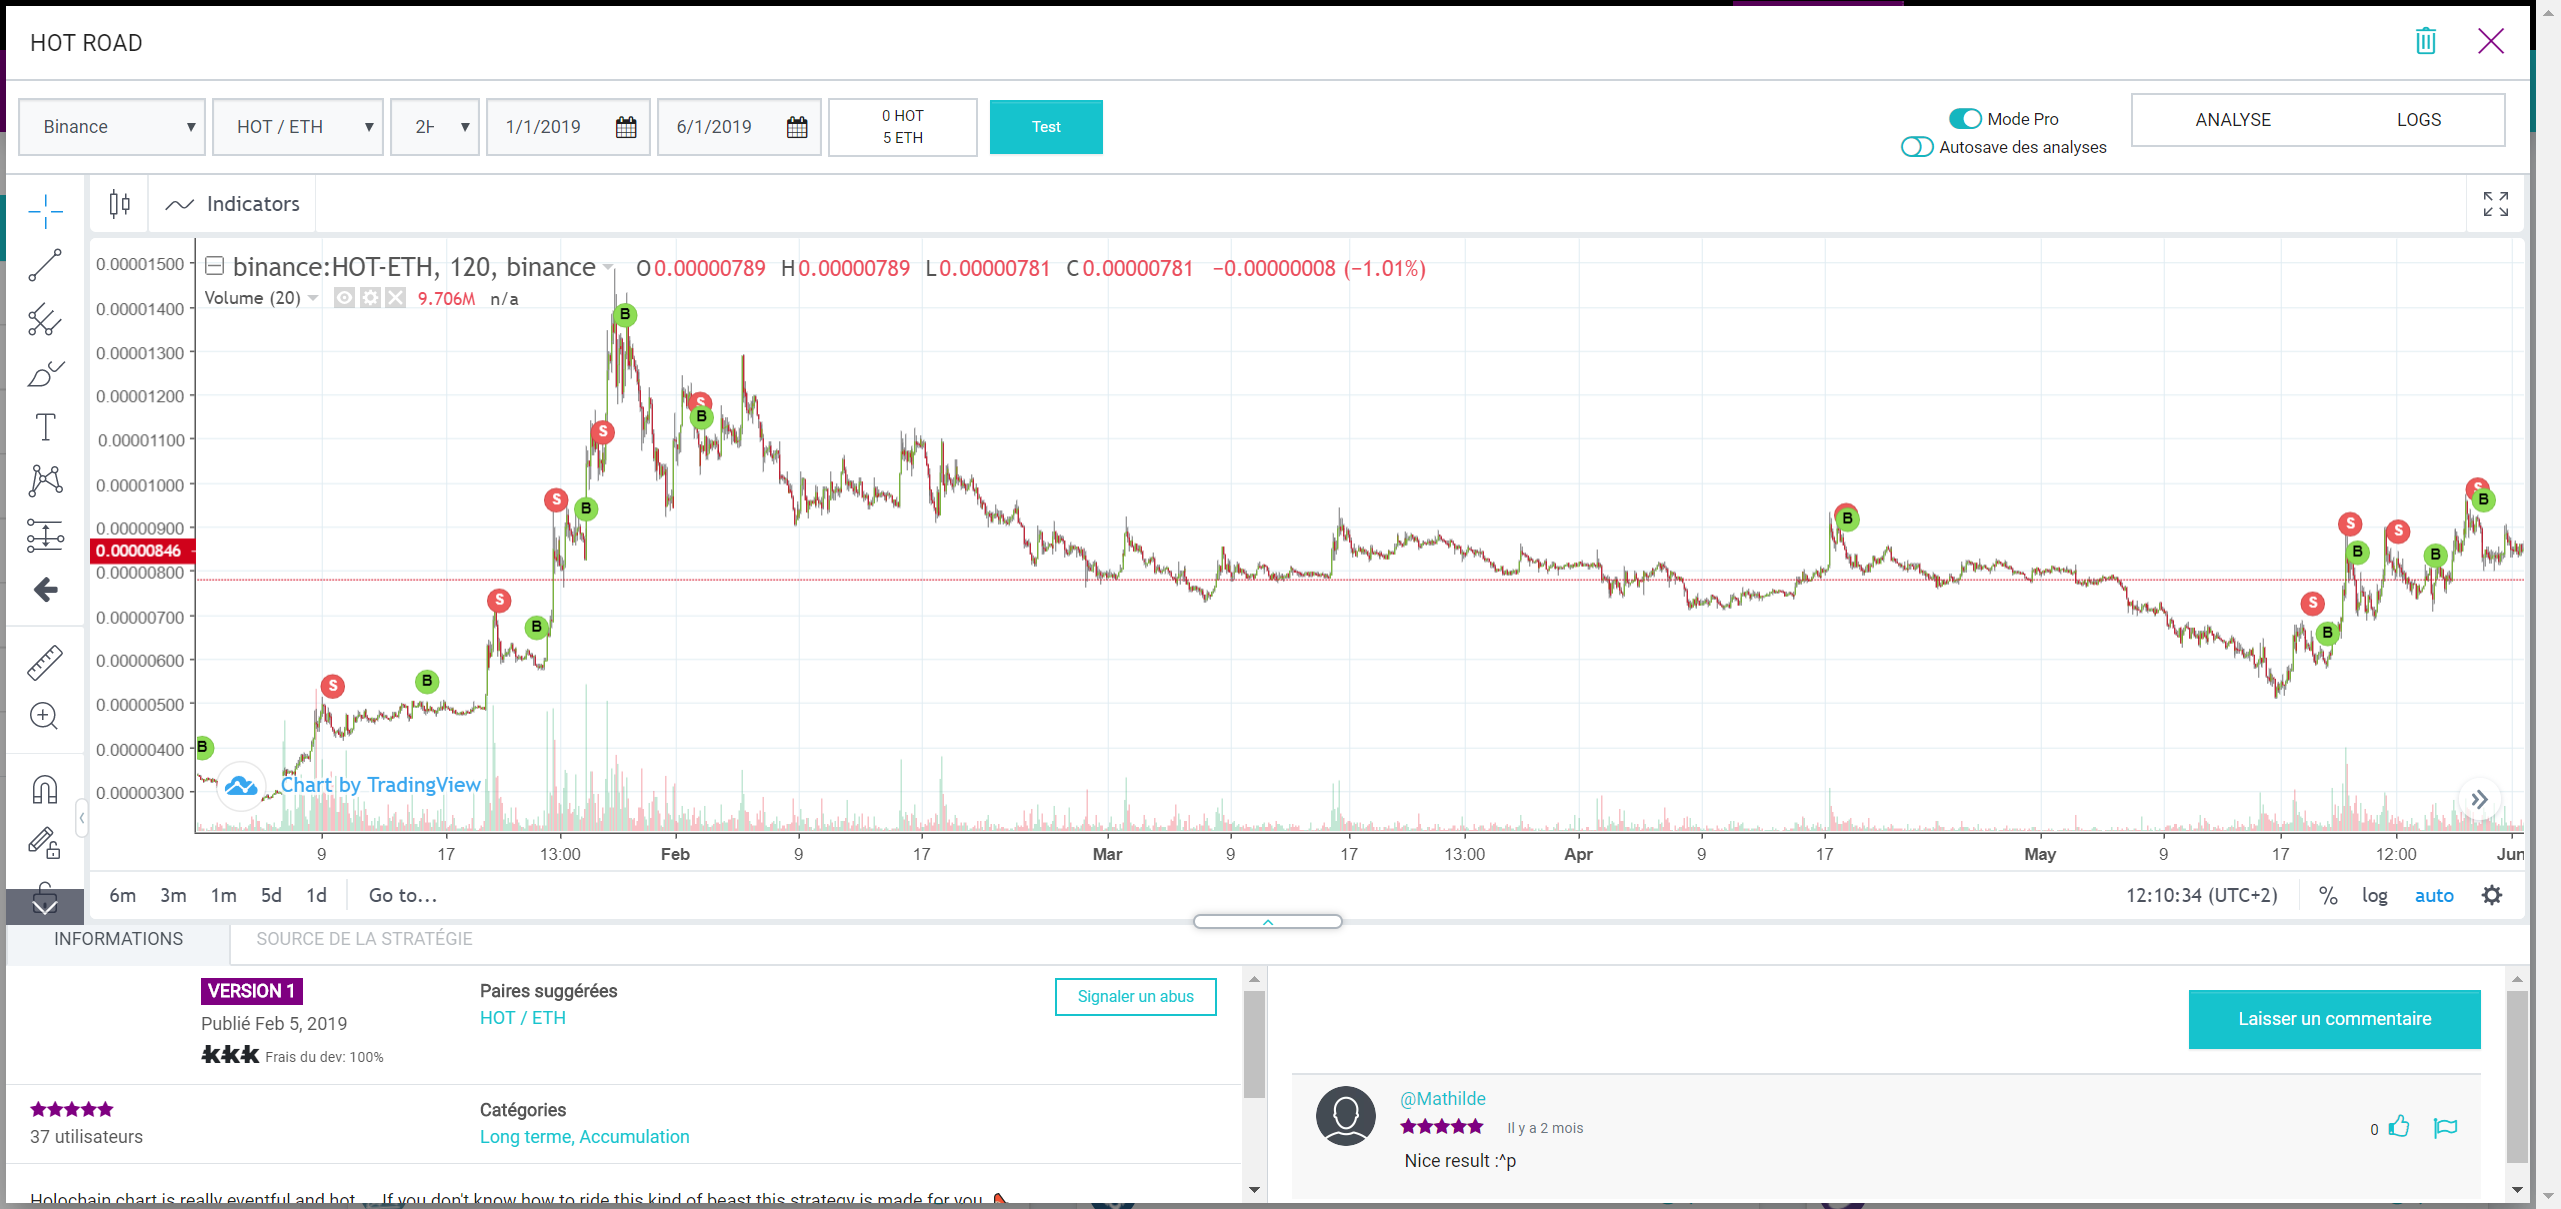 HOT ROAD
Binance
HOT / ETH
2H
1/1/2019
6/1/2019
0 HOT
5 ETH
Test
Mode Pro
Autosave des analyses
ANALYSE
LOGS
Indicators
binance:HOT-ETH, 120, binance
O0.00000789 H0.00000789 L0.00000781 C0.00000781 −0.00000008 (−1.01%)
Volume (20)
9.706M n/a
0.00001500
0.00001400
0.00001300
0.00001200
0.00001100
0.00001000
0.00000900
0.00000846
0.00000800
0.00000700
0.00000600
0.00000500
0.00000400
0.00000300
B
S
B
S
B
S
B
S
B
S
B
S
B
S
B
S
B
S
B
S
B
Chart by TradingView
9 17 13:00 Feb 9 17 Mar 9 17 13:00 Apr 9 17 May 9 17 12:00 Jun
6m 3m 1m 5d 1d Go to...
12:10:34 (UTC+2) % log auto
INFORMATIONS
SOURCE DE LA STRATÉGIE
VERSION 1
Publié Feb 5, 2019
Frais du dev: 100%
Paires suggérées
HOT / ETH
Signaler un abus
37 utilisateurs
Catégories
Long terme, Accumulation
Holochain chart is really eventful and hot ... If you don't know how to ride this kind of beast this strategy is made for you
Laisser un commentaire
@Mathilde
Il y a 2 mois
Nice result :^p
0